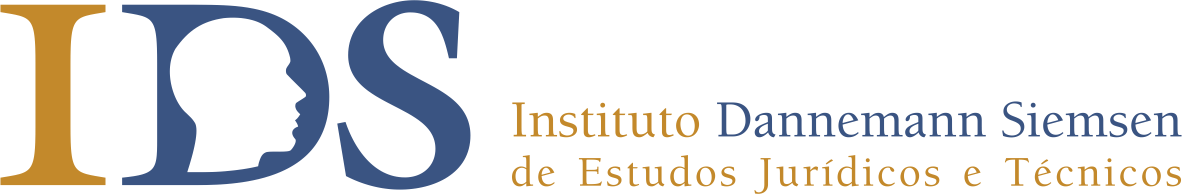 IDS
Instituto Dannemann Siemsen
de Estudos Jurídicos e Técnicos